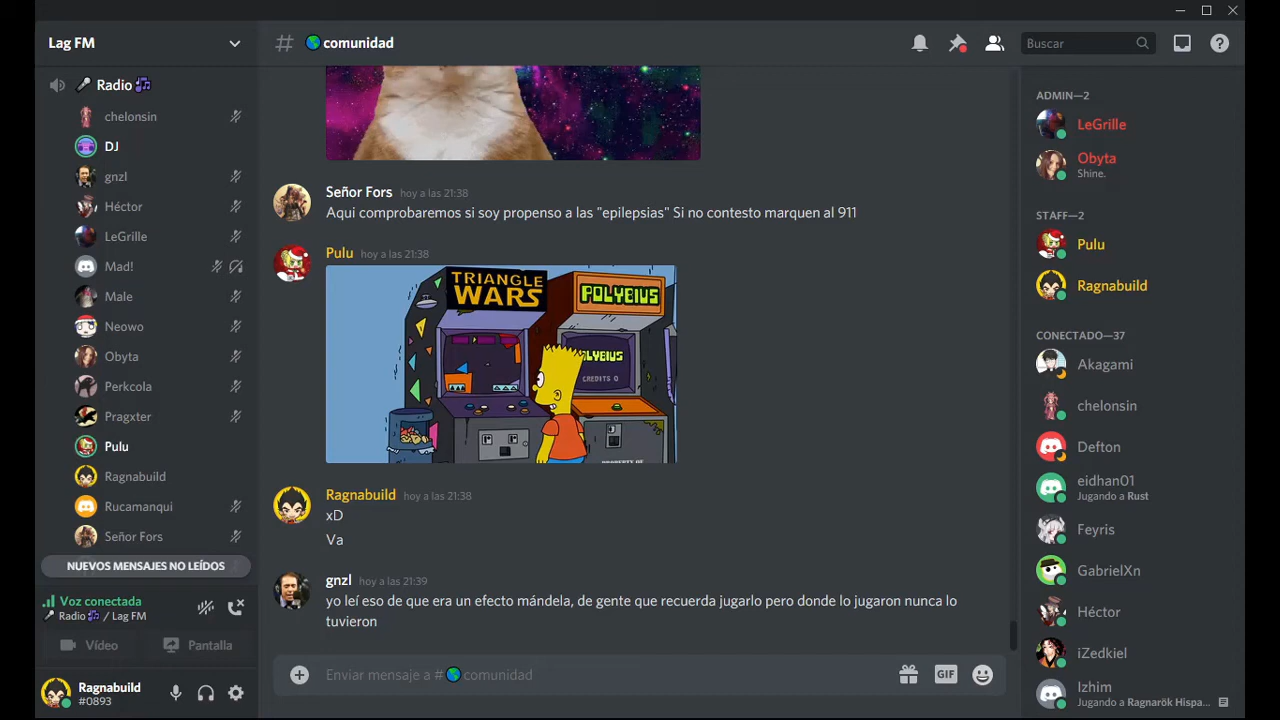 Lag FM
Radio
chelonsin
DJ
gnzl
Héctor
LeGrille
Mad!
Male
Neowo
Obyta
Perkcola
Pragxter
Pulu
Ragnabuild
Rucamanqui
Señor Fors
NUEVOS MENSAJES NO LEÍDOS
Voz conectada
Radio / Lag FM
Vídeo
Pantalla
Ragnabuild
#0893
# comunidad
Buscar
Señor Fors hoy a las 21:38
Aqui comprobaremos si soy propenso a las "epilepsias" Si no contesto marquen al 911
Pulu hoy a las 21:38
TRIANGLE
WARS
POLYBIUS
POLYBIUS
CREDITS 0
PROPERTY OF
Ragnabuild hoy a las 21:38
xD
Va
gnzl hoy a las 21:39
yo leí eso de que era un efecto mándela, de gente que recuerda jugarlo pero donde lo jugaron nunca lo
tuvieron
Enviar mensaje a # comunidad
GIF
ADMIN—2
LeGrille
Obyta
Shine.
STAFF—2
Pulu
Ragnabuild
CONECTADO—37
Akagami
chelonsin
Defton
eidhan01
Jugando a Rust
Feyris
GabrielXn
Héctor
iZedkiel
Izhim
Jugando a Ragnarök Hispa...